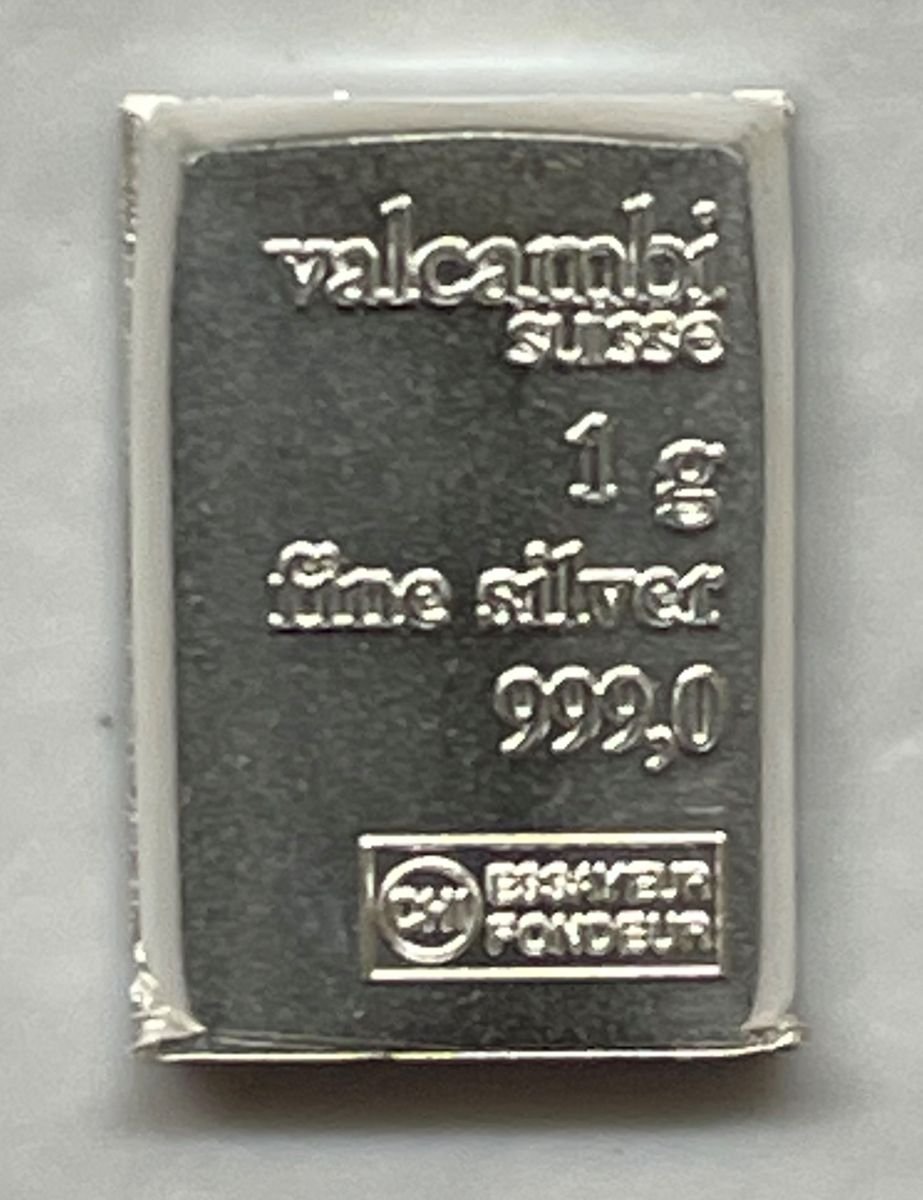 valcambi
suisse
1 g
fine silver
999,0
ESSAYEUR
FONDEUR